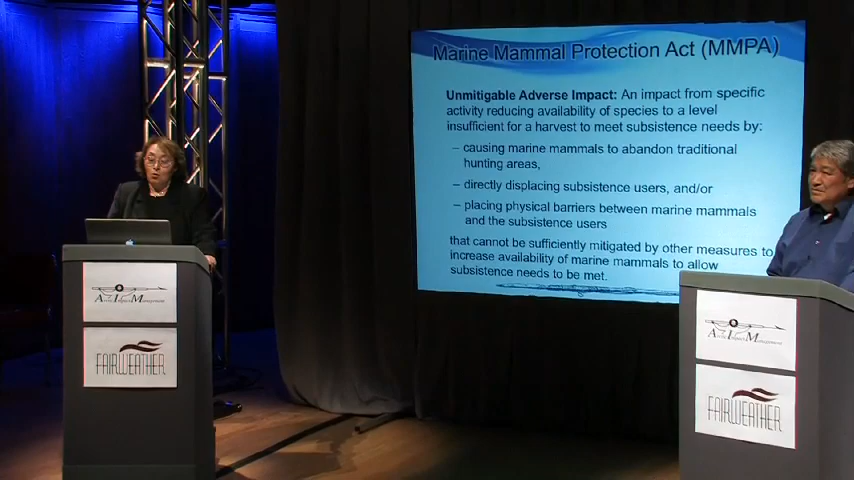 Marine Mammal Protection Act (MMPA)
Unmitigable Adverse Impact: An impact from specific
activity reducing availability of species to a level
insufficient for a harvest to meet subsistence needs by:
– causing marine mammals to abandon traditional
hunting areas,
– directly displacing subsistence users, and/or
– placing physical barriers between marine mammals
and the subsistence users
that cannot be sufficiently mitigated by other measures to
increase availability of marine mammals to allow
subsistence needs to be met.
FAIRWEATHER
FAIRWEATHER